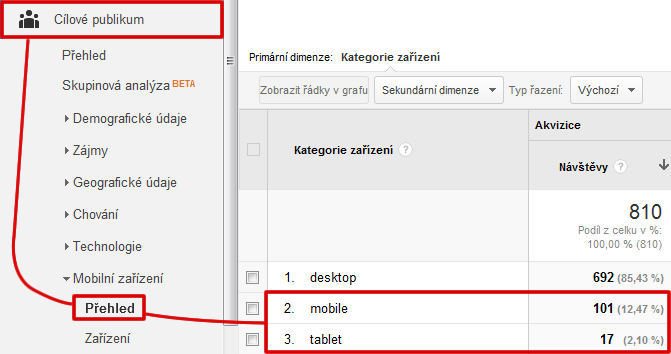 Cílové publikum
Přehled
Skupinová analýza BETA
Demografické údaje
Zájmy
Geografické údaje
Chování
Technologie
Mobilní zařízení
Přehled
Zařízení
Primární dimenze: Kategorie zařízení
Zobrazit řádky v grafu Sekundární dimenze Typ řazení: Výchozí
Kategorie zařízení ?
Akvizice
Návštěvy ?
810
Podíl z celku v %:
100,00 % (810)
1. desktop 692 (85,43 %)
2. mobile 101 (12,47 %)
3. tablet 17 (2,10 %)